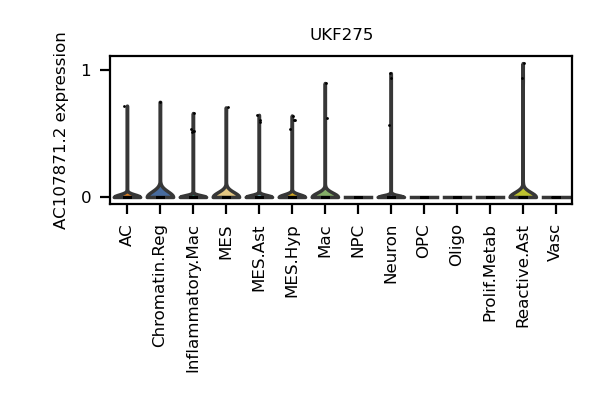 UKF275
AC107871.2 expression
1
0
AC
Chromatin.Reg
Inflammatory.Mac
MES
MES.Ast
MES.Hyp
Mac
NPC
Neuron
OPC
Oligo
Prolif.Metab
Reactive.Ast
Vasc